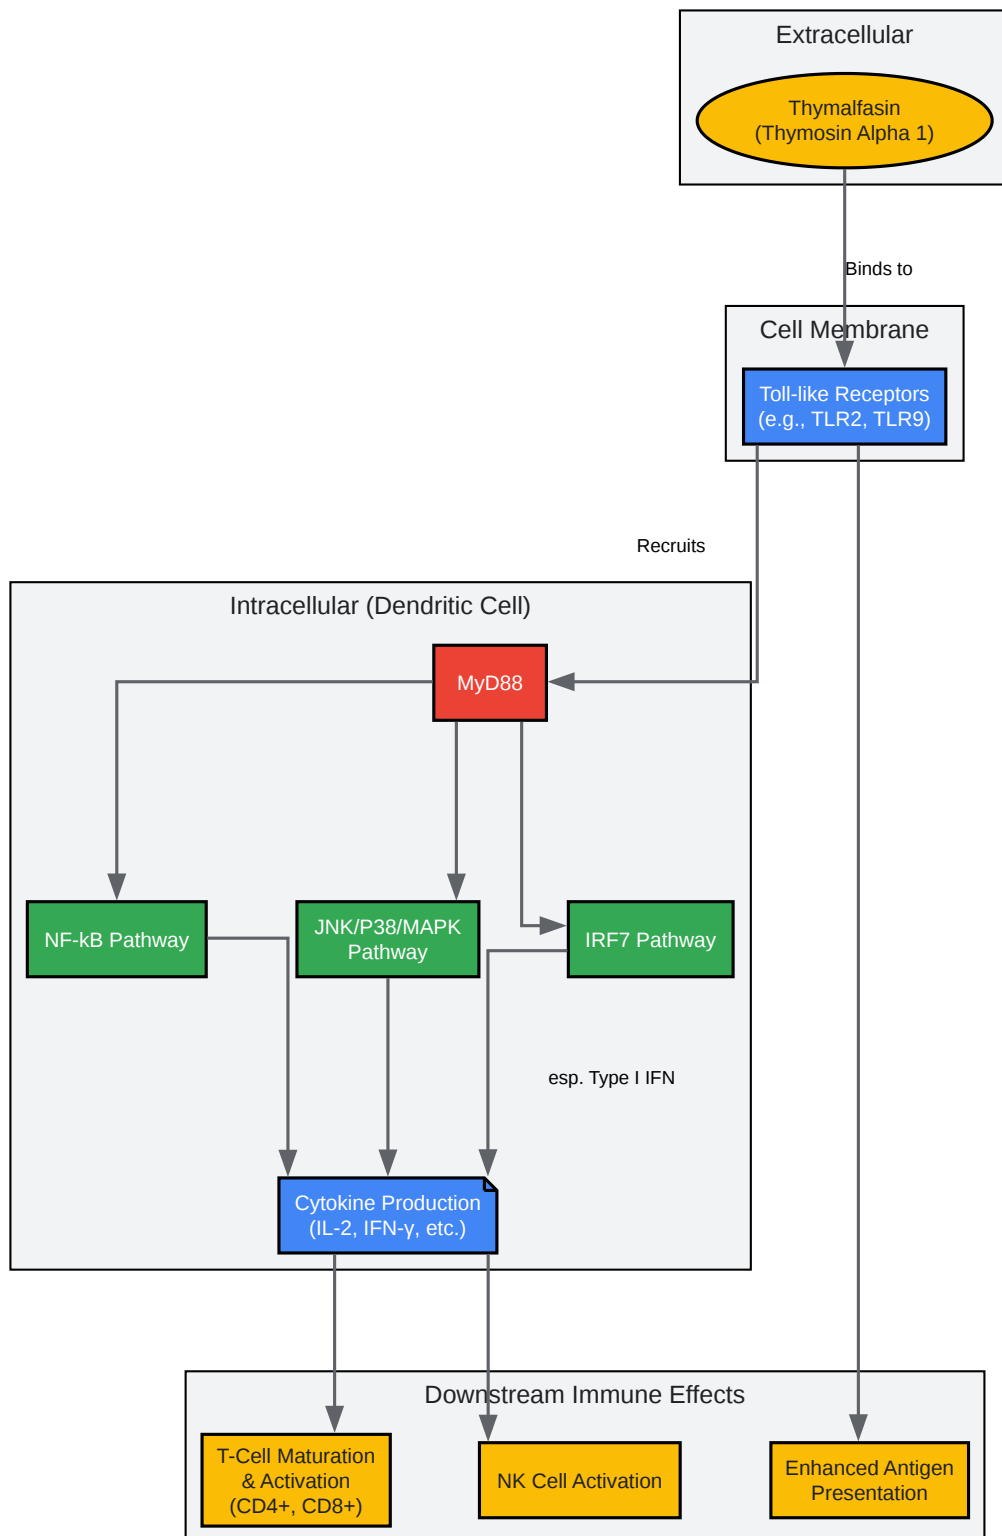 Extracellular
Thymalfasin
(Thymosin Alpha 1)
Binds to
Cell Membrane
Toll-like Receptors
(e.g., TLR2, TLR9)
Recruits
Intracellular (Dendritic Cell)
MyD88
NF-kB Pathway
JNK/P38/MAPK
Pathway
IRF7 Pathway
esp. Type I IFN
Cytokine Production
(IL-2, IFN-γ, etc.)
Downstream Immune Effects
T-Cell Maturation
& Activation
(CD4+, CD8+)
NK Cell Activation
Enhanced Antigen
Presentation